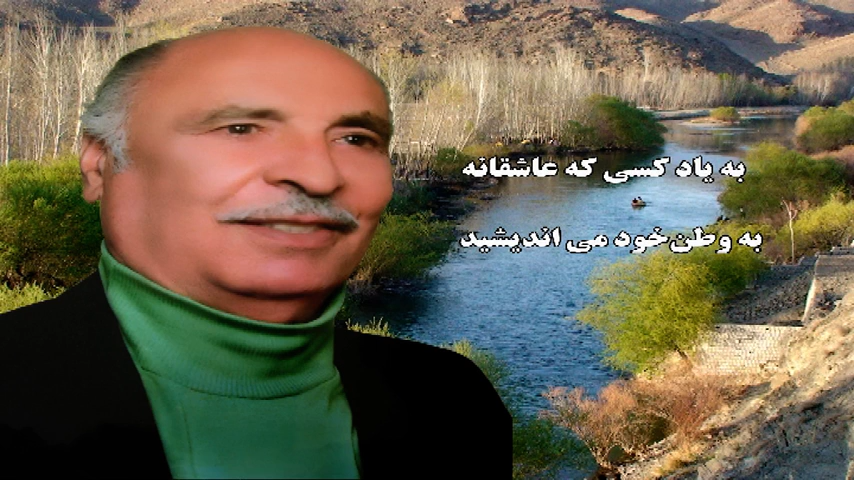 به یاد کسی که عاشقانه
به وطن خود می اندیشید